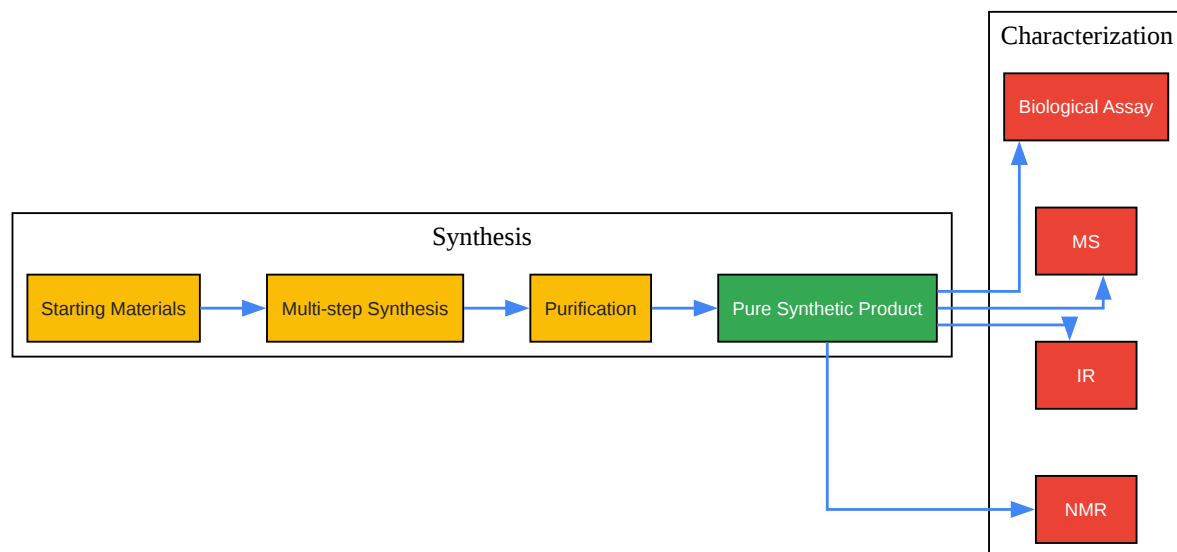 Characterization
Biological Assay
Synthesis
MS
Starting Materials
Multi-step Synthesis
Purification
Pure Synthetic Product
IR
NMR